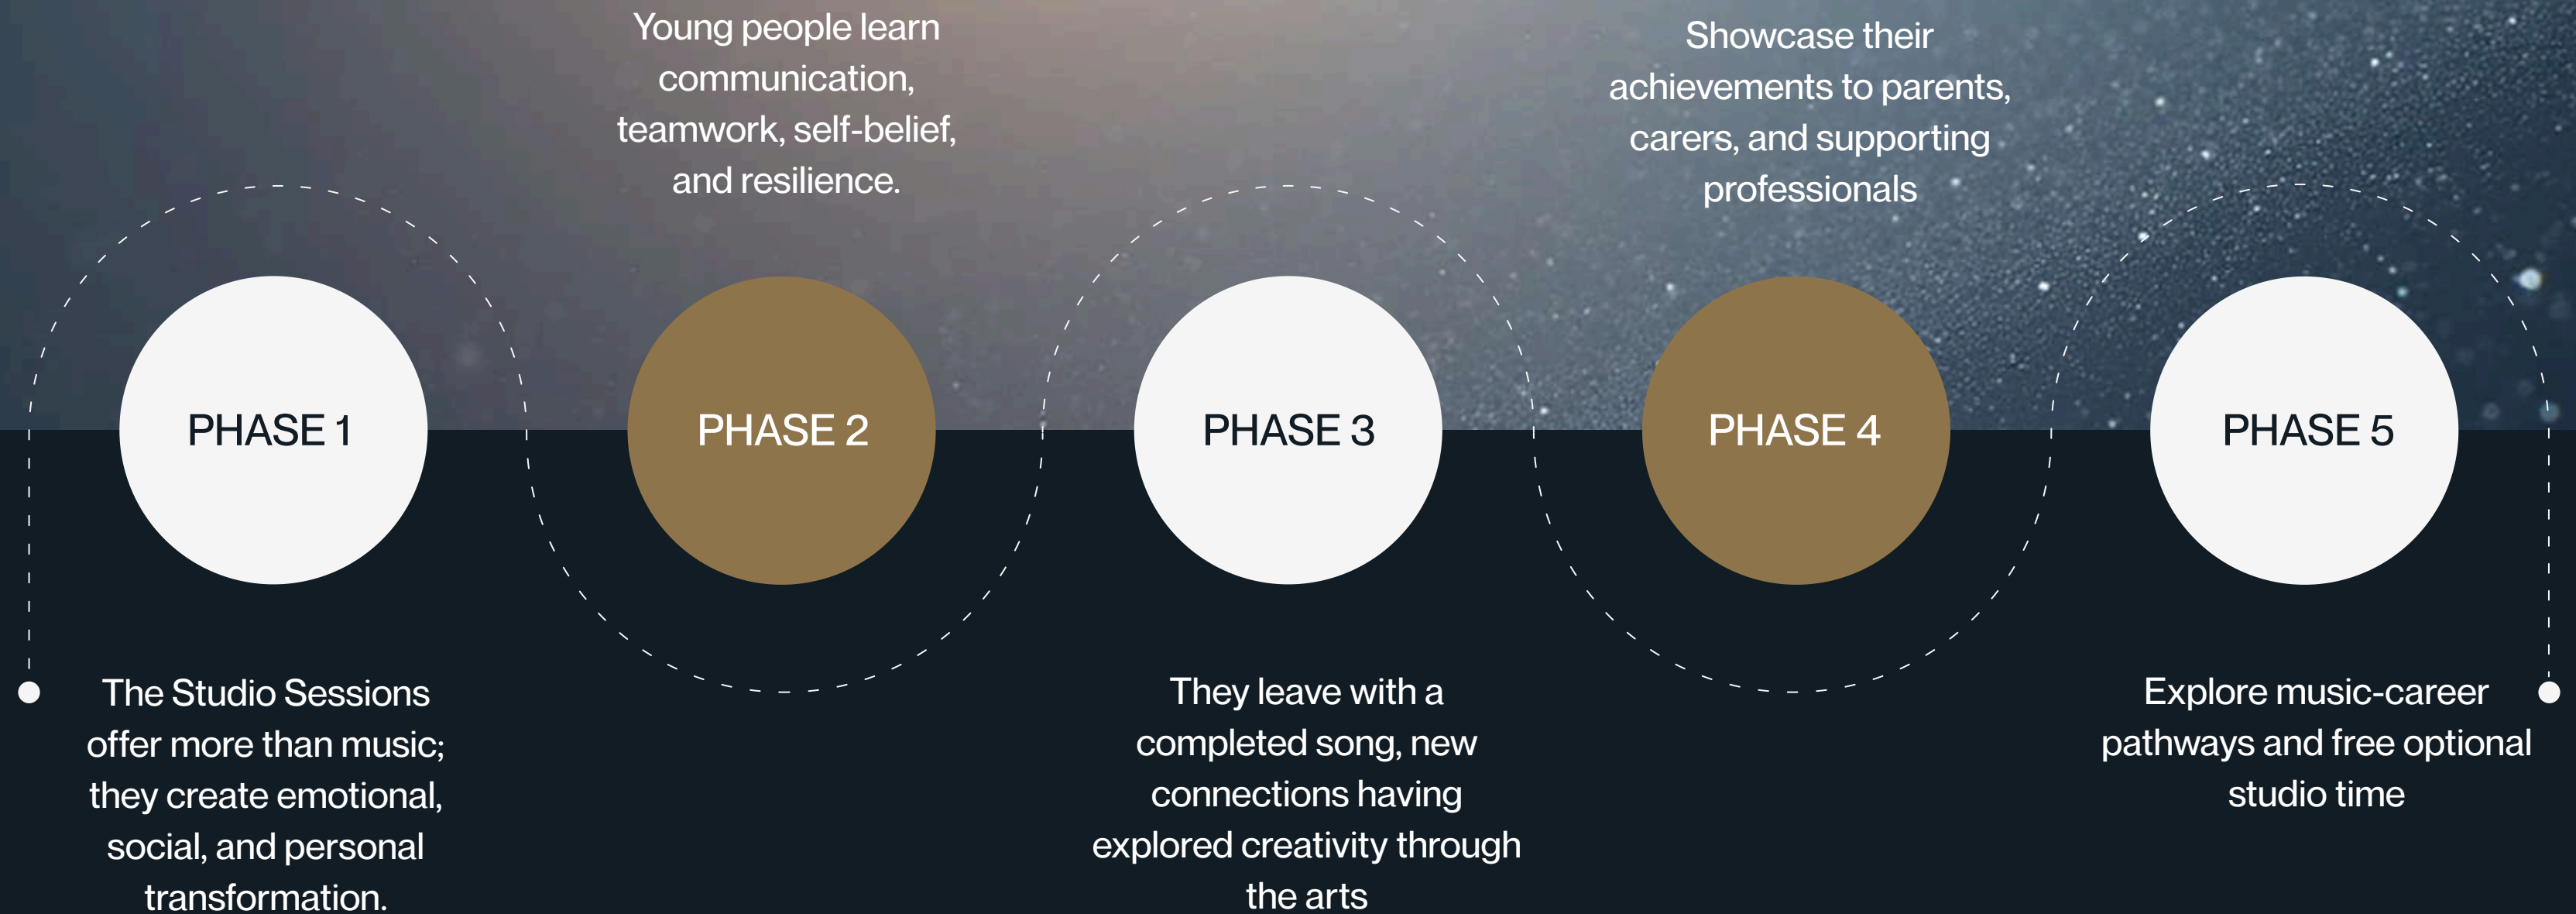 PHASE 1
The Studio Sessions
offer more than music;
they create emotional,
social, and personal
transformation.
Young people learn
communication,
teamwork, self-belief,
and resilience.
PHASE 2
PHASE 3
They leave with a
completed song, new
connections having
explored creativity through
the arts
Showcase their
achievements to parents,
carers, and supporting
professionals
PHASE 4
PHASE 5
Explore music-career
pathways and free optional
studio time